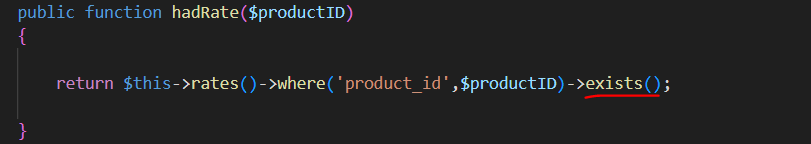 public function hadRate($productID)
{
return $this->rates()->where('product_id',$productID)->exists();
}